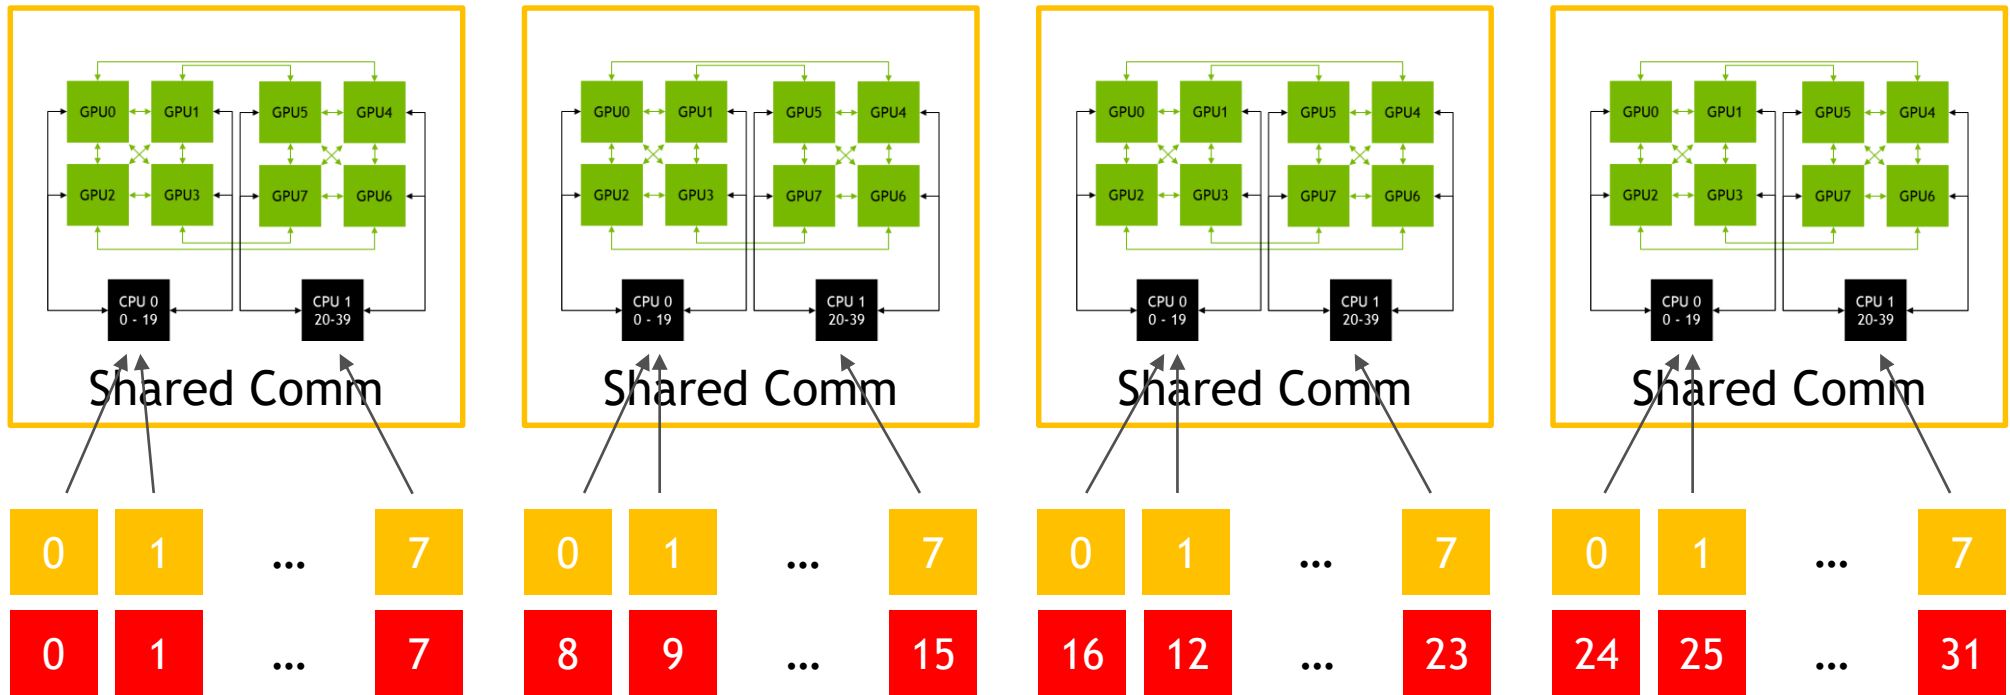 GPU0 GPU1 GPU5 GPU4
GPU2 GPU3 GPU7 GPU6
CPU 0 CPU 1
0 - 19 20-39
Shared Comm
GPU0 GPU1 GPU5 GPU4
GPU2 GPU3 GPU7 GPU6
CPU 0 CPU 1
0 - 19 20-39
Shared Comm
GPU0 GPU1 GPU5 GPU4
GPU2 GPU3 GPU7 GPU6
CPU 0 CPU 1
0 - 19 20-39
Shared Comm
GPU0 GPU1 GPU5 GPU4
GPU2 GPU3 GPU7 GPU6
CPU 0 CPU 1
0 - 19 20-39
Shared Comm
0 1 ... 7 0 1 ... 7 0 1 ... 7 0 1 ... 7
0 1 ... 7 8 9 ... 15 16 12 ... 23 24 25 ... 31